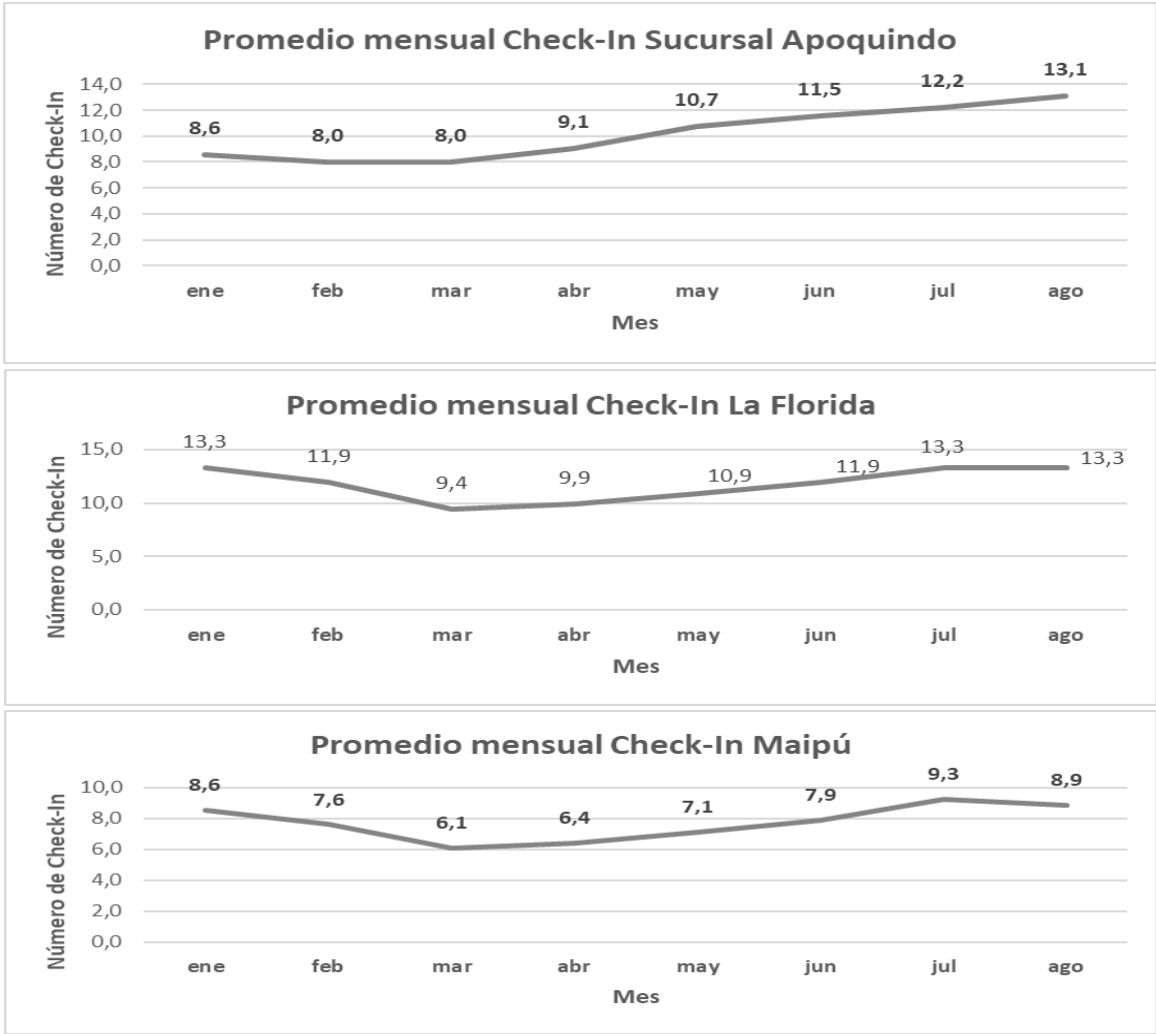 Promedio mensual Check-In Sucursal Apoquindo
Número de Check-In
14,0
12,0
10,0
8,0
6,0
4,0
2,0
0,0
8,6 8,0 8,0 9,1 10,7 11,5 12,2 13,1
ene feb mar abr may jun jul ago
Mes
Promedio mensual Check-In La Florida
Número de Check-In
15,0
10,0
5,0
0,0
13,3 11,9 9,4 9,9 10,9 11,9 13,3 13,3
ene feb mar abr may jun jul ago
Mes
Promedio mensual Check-In Maipú
Número de Check-In
10,0
8,0
6,0
4,0
2,0
0,0
8,6 7,6 6,1 6,4 7,1 7,9 9,3 8,9
ene feb mar abr may jun jul ago
Mes